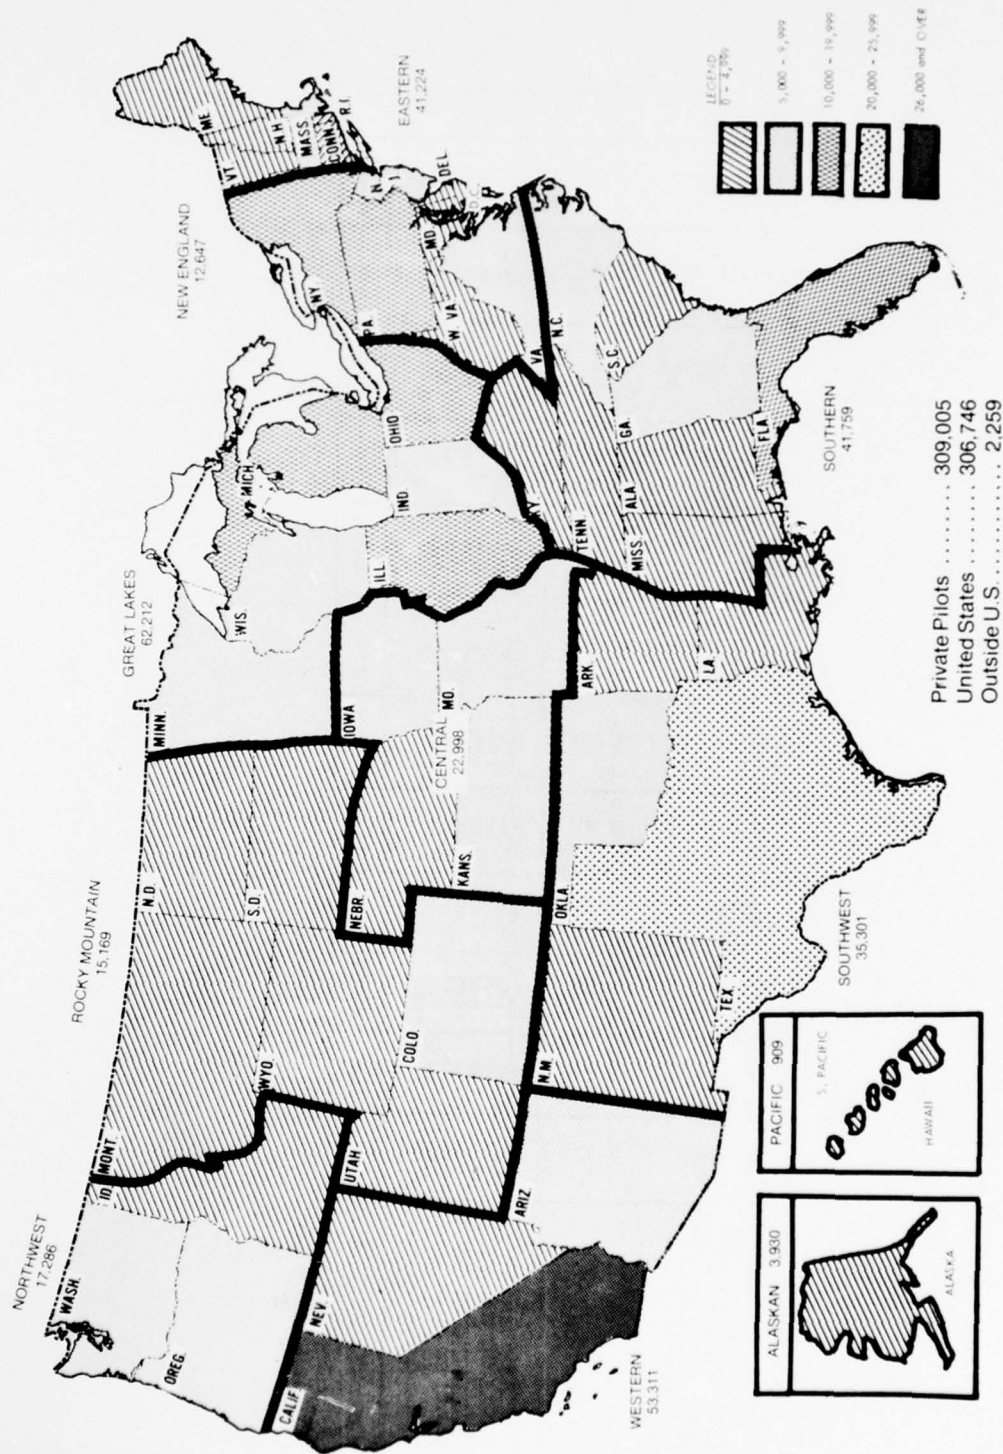 NORTHWEST
17,286
ROCKY MOUNTAIN
15,169
GREAT LAKES
62,212
NEW ENGLAND
12,647
EASTERN
41,224
CENTRAL
22,998
WESTERN
53,311
SOUTHWEST
35,301
SOUTHERN
41,759
WASH.
OREG.
CALIF
NEV.
ID
MONT.
WYO
UTAH
ARIZ.
COLO.
N.M.
N.D.
S.D.
NEBR.
KANS.
OKLA
TEX.
MINN.
IOWA
MO.
ARK
LA.
WIS.
ILL
MICH.
IND
OHIO
KY.
TENN.
MISS.
ALA
GA.
FLA
S.C.
N.C.
VA.
W VA
MD
DEL.
D.C.
PA
N.
J.
NY
VT.
N.H.
ME.
MASS.
CONN.
R.I.
LEGEND
0 - 4,999
5,000 - 9,999
10,000 - 19,999
20,000 - 25,999
26,000 and OVER
ALASKAN 3,930
ALASKA
PACIFIC 909
S. PACIFIC
HAWAII
Private Pilots ......... 309,005
United States ......... 306,746
Outside U.S. ........... 2,259